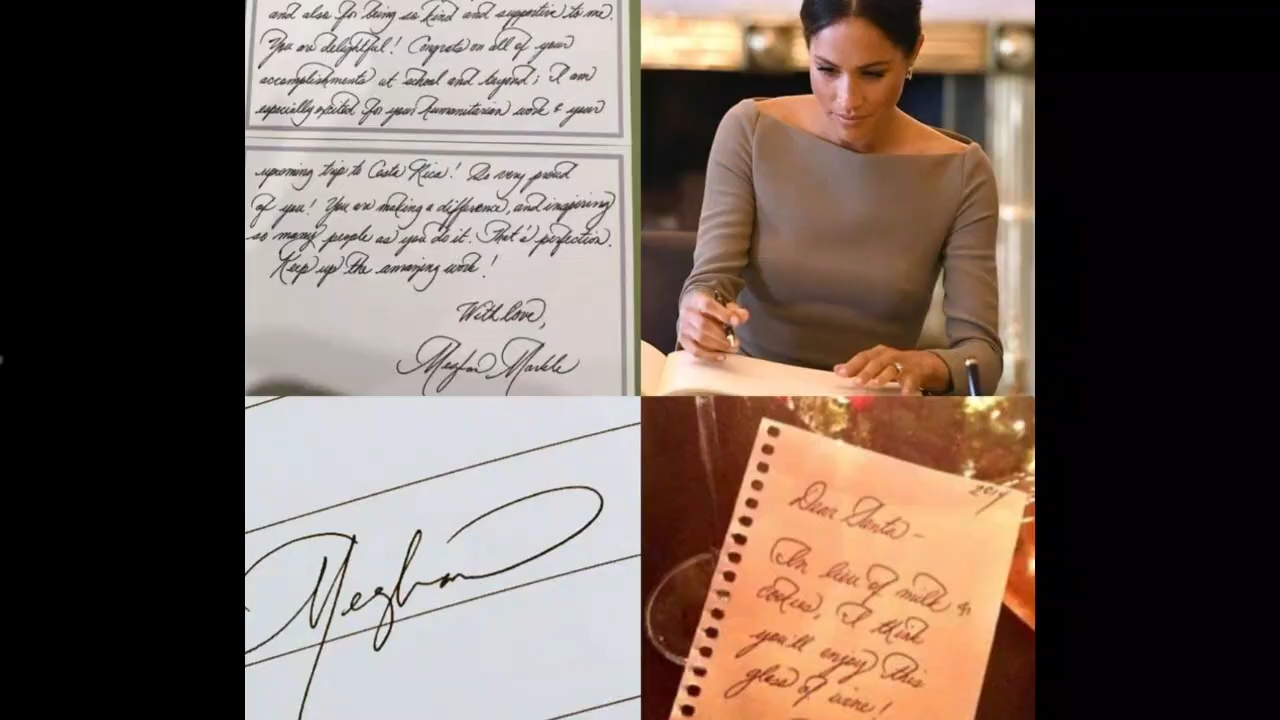 and also for being so kind and supportive to me.
You are delightful! Congrats on all of your
accomplishments at school and beyond; I am
especially excited for your humanitarian work & your
upcoming trip to Costa Rica! So very proud
of you! You are making a difference, and inspiring
so many people as you do it. That's perfection.
Keep up the amazing work!
With love,
Meghan Markle
Meghan
2014
Dear Santa-
In lieu of milk &
cookies, I think
you'll enjoy this
glass of wine!